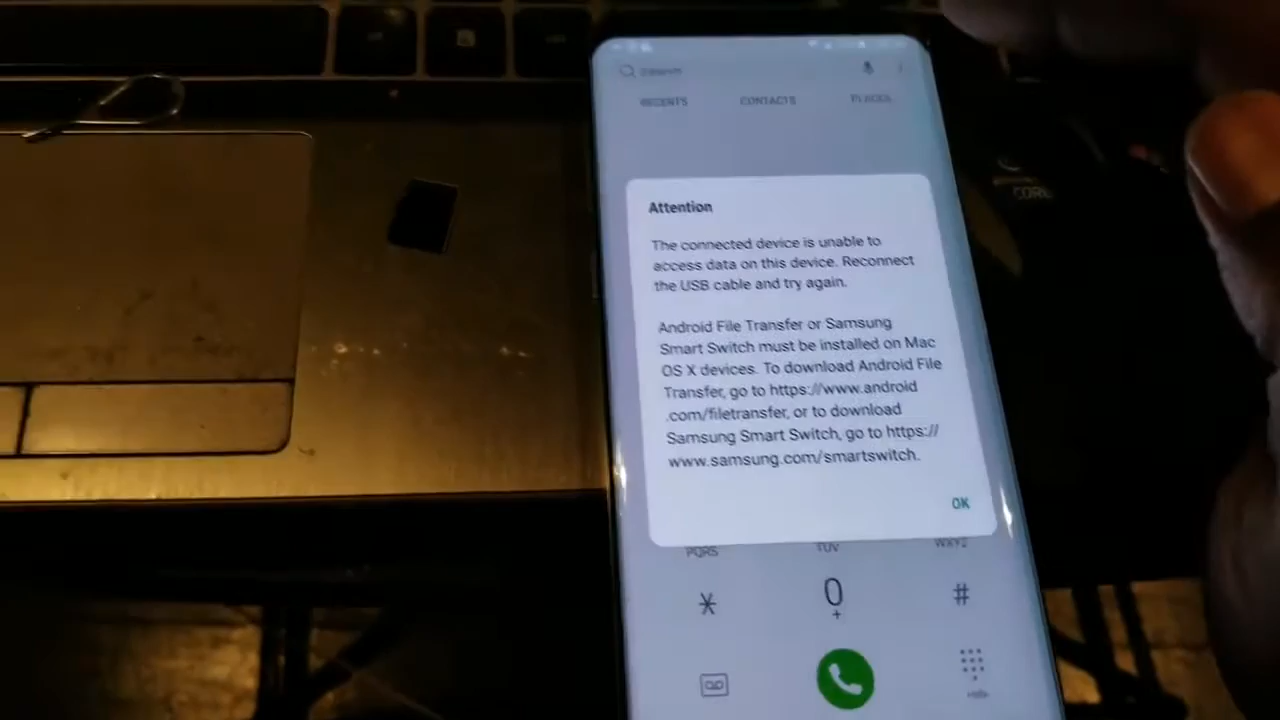 Search
RECENTS CONTACTS PLACES
Attention
The connected device is unable to
access data on this device. Reconnect
the USB cable and try again.
Android File Transfer or Samsung
Smart Switch must be installed on Mac
OS X devices. To download Android File
Transfer, go to https://www.android
.com/filetransfer, or to download
Samsung Smart Switch, go to https://
www.samsung.com/smartswitch.
OK
PQRS TUV WXYZ
* 0 #
+
Hide
CORE